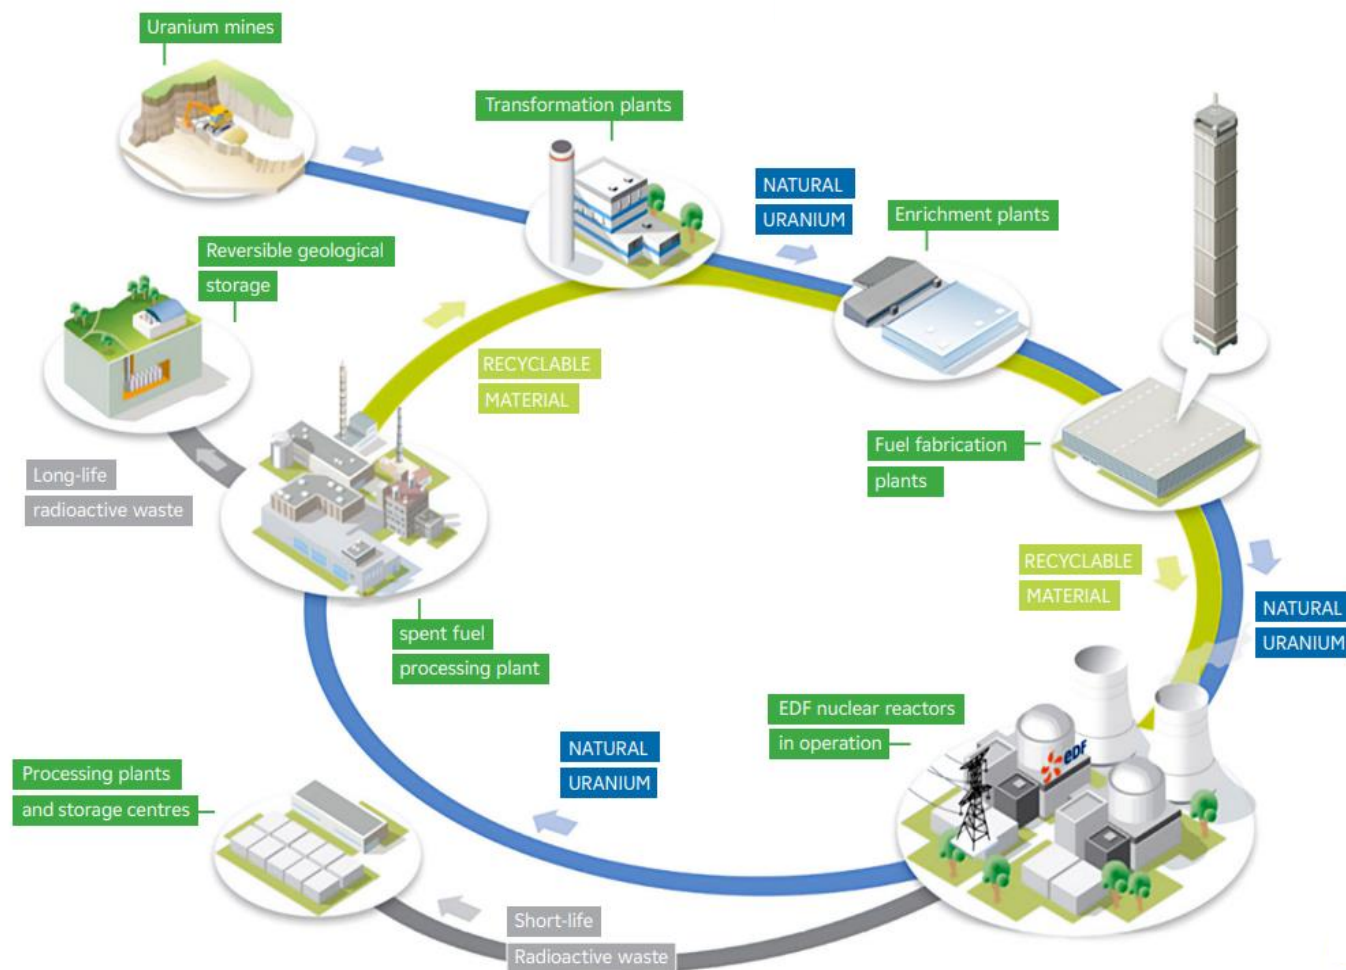 Uranium mines
Transformation plants
NATURAL
URANIUM
Enrichment plants
Reversible geological
storage
RECYCLABLE
MATERIAL
Long-life
radioactive waste
Fuel fabrication
plants
RECYCLABLE
MATERIAL
NATURAL
URANIUM
spent fuel
processing plant
EDF nuclear reactors
in operation
eDF
NATURAL
URANIUM
Processing plants
and storage centres
Short-life
Radioactive waste